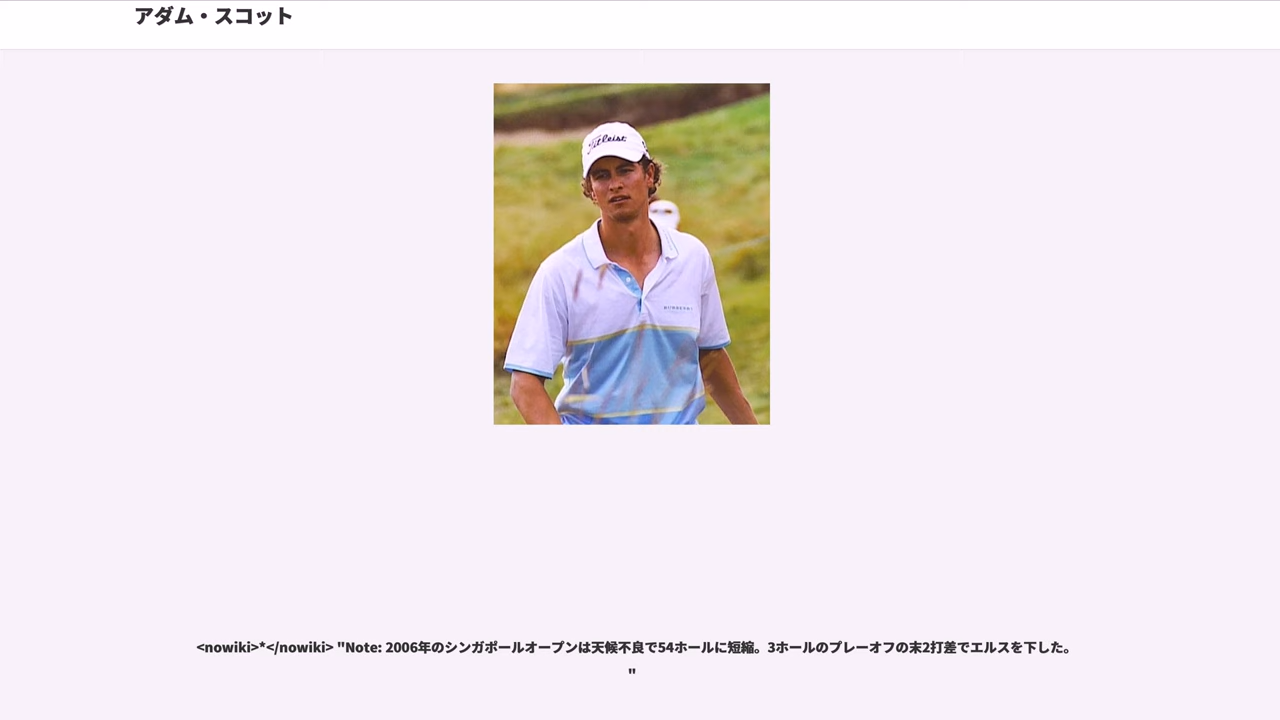 アダム・スコット
Titleist
BURBERRY
<nowiki>*</nowiki> "Note: 2006年のシンガポールオープンは天候不良で54ホールに短縮。3ホールのプレーオフの末2打差でエルスを下した。
"